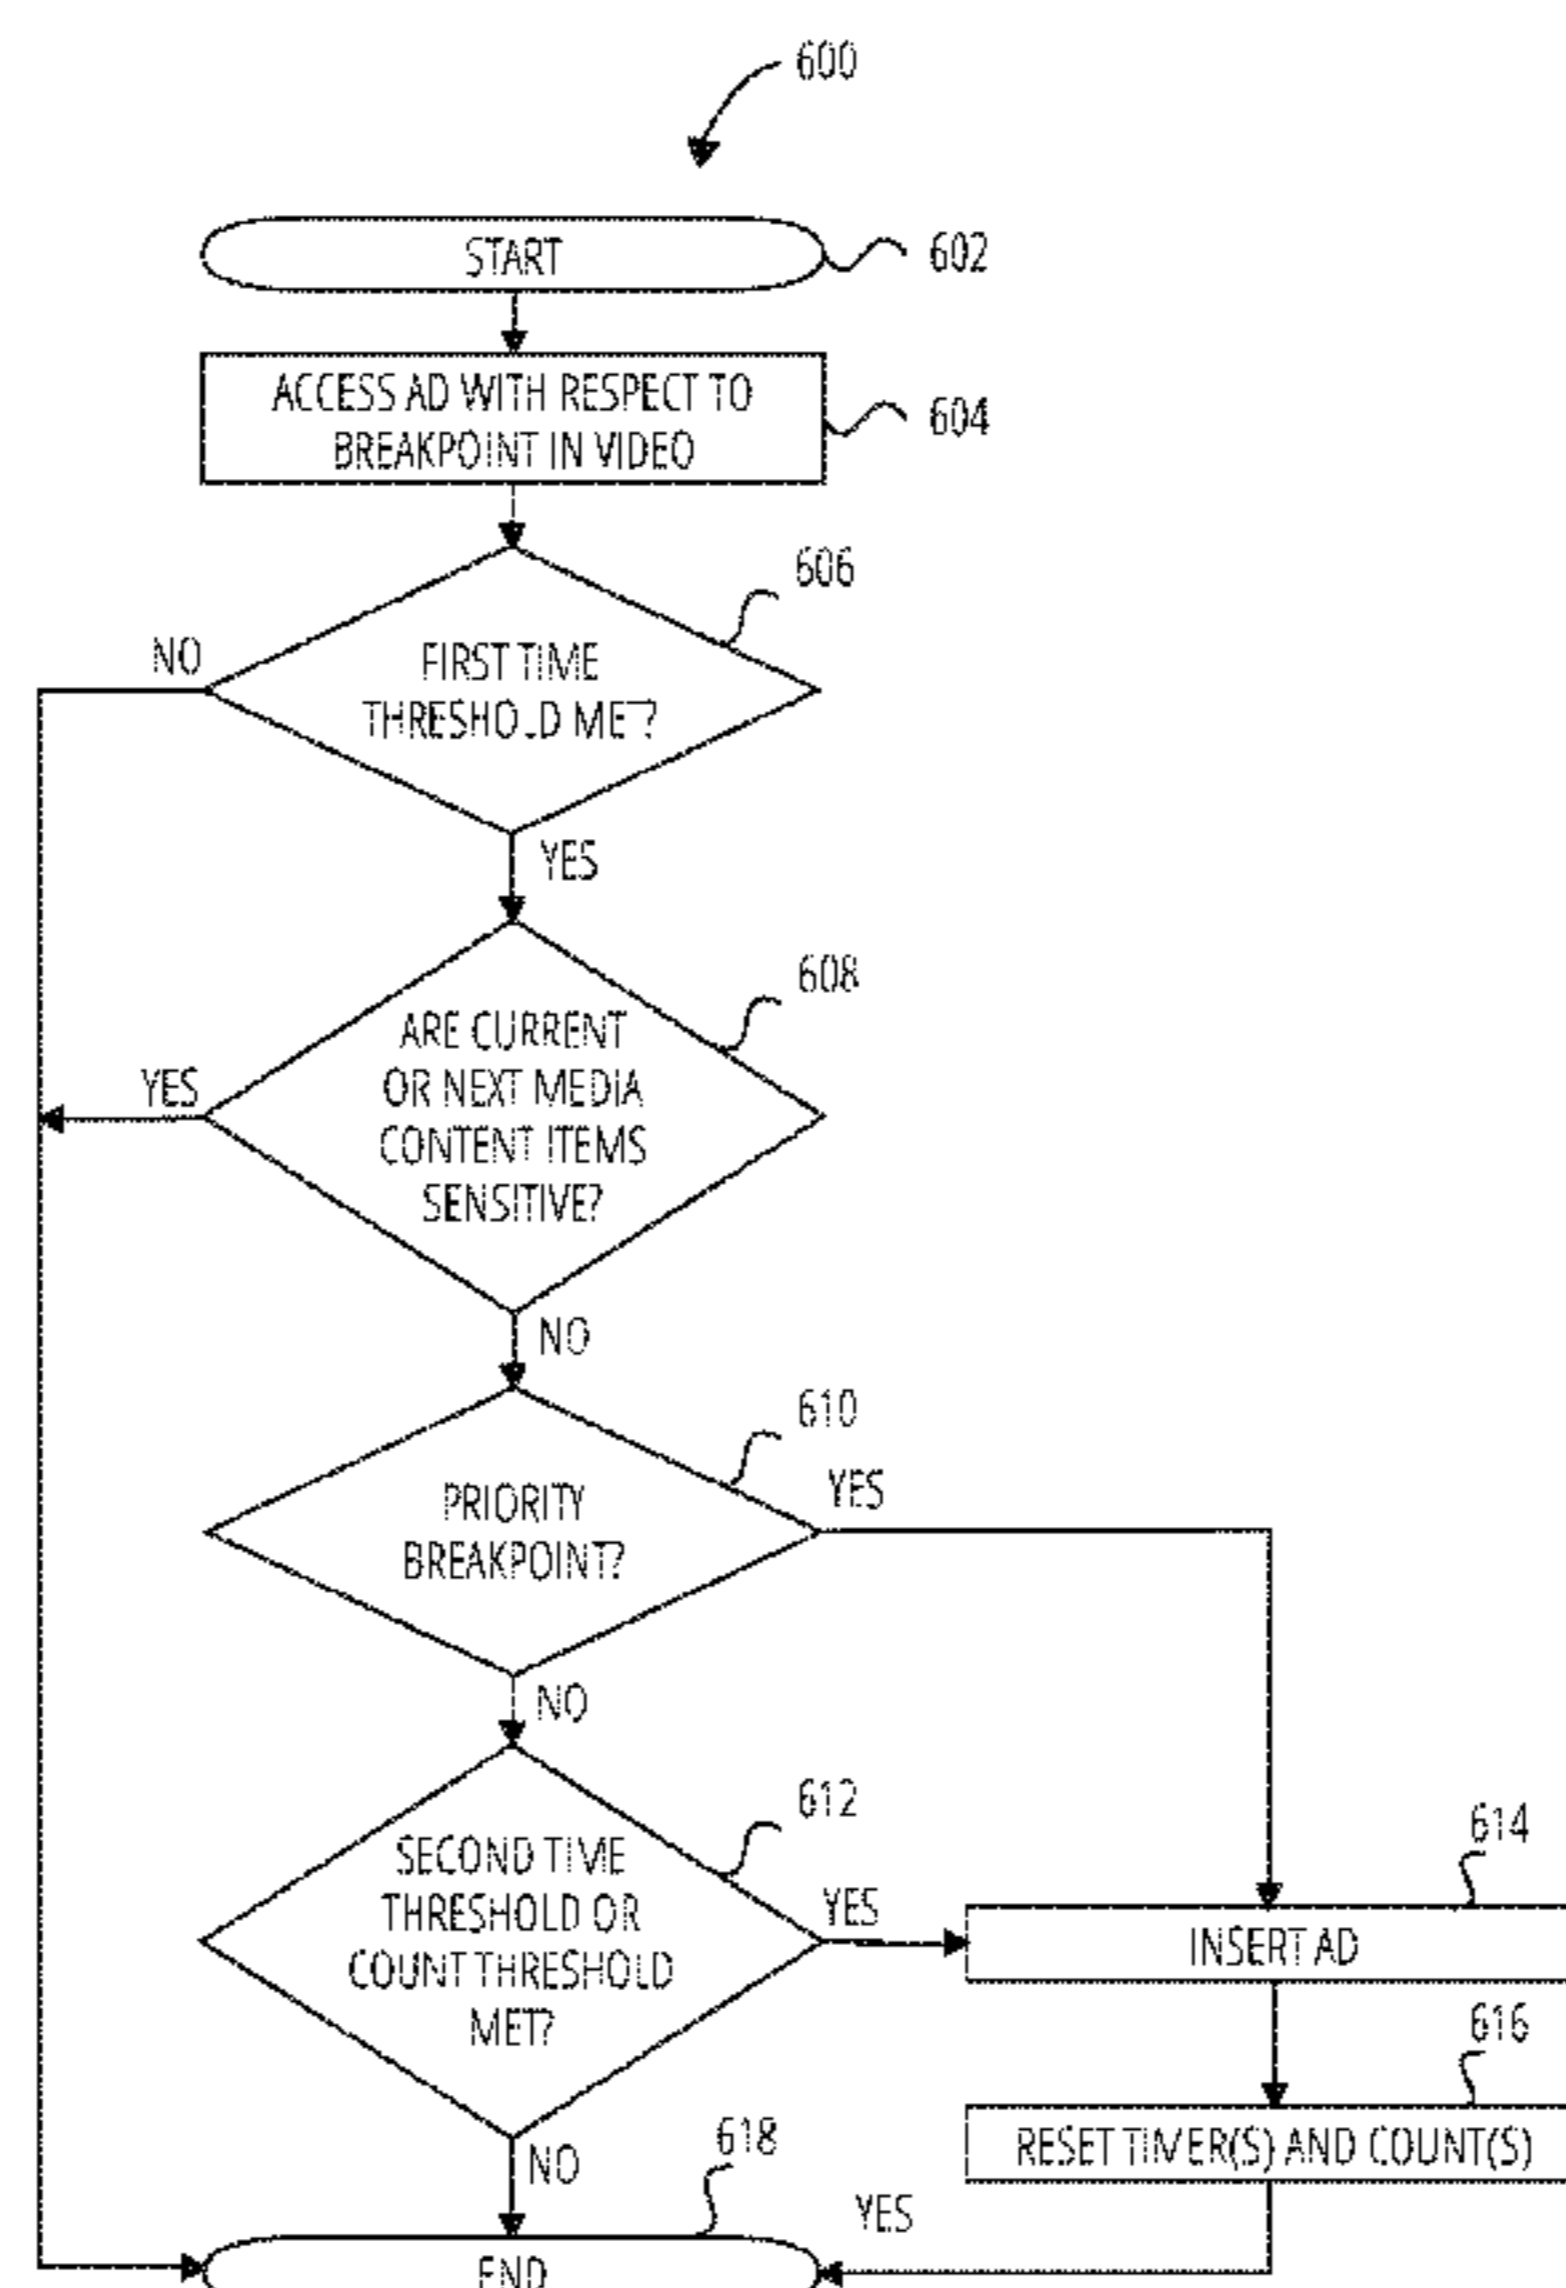 600
START
602
ACCESS AD WITH RESPECT TO
BREAKPOINT IN VIDEO
604
606
NO
FIRST TIME
THRESHOLD MET?
YES
608
ARE CURRENT
OR NEXT MEDIA
CONTENT ITEMS
SENSITIVE?
YES
NO
610
PRIORITY
BREAKPOINT?
YES
NO
612
SECOND TIME
THRESHOLD OR
COUNT THRESHOLD
MET?
YES
614
INSERT AD
616
RESET TIMER(S) AND COUNT(S)
NO
618
YES
END